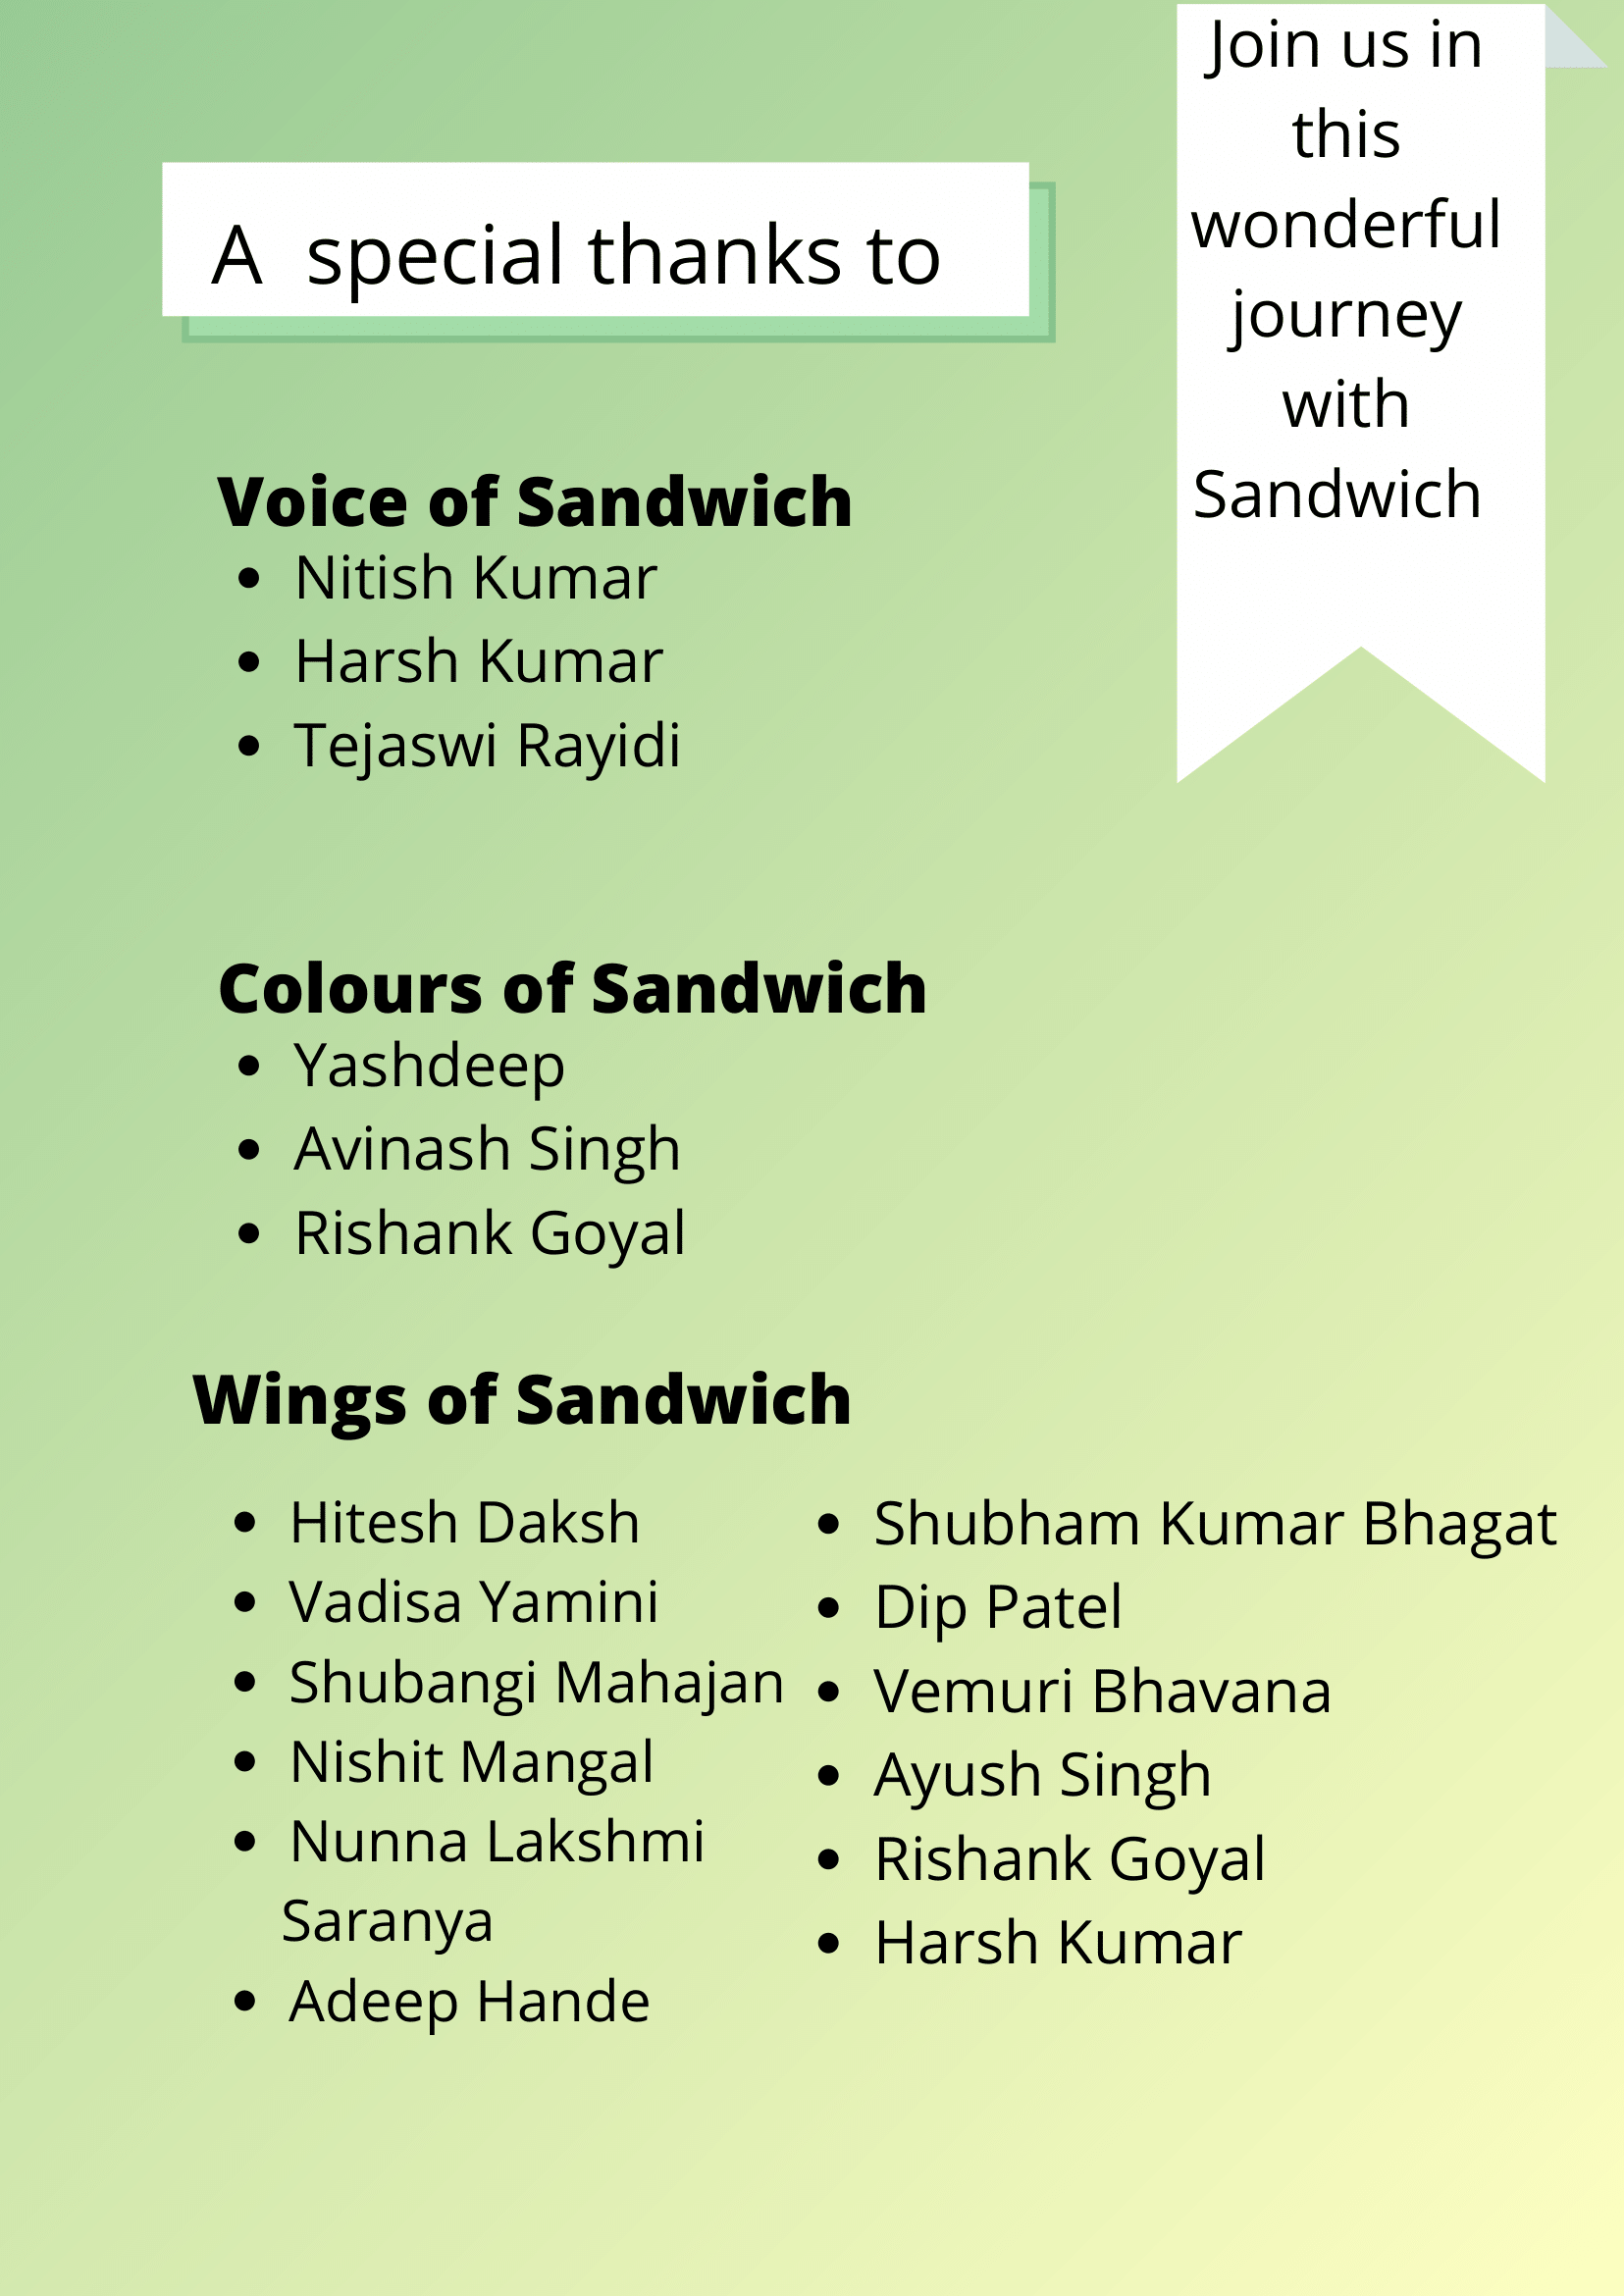 Join us in
this
wonderful
journey
with
Sandwich
A special thanks to
Voice of Sandwich
• Nitish Kumar
• Harsh Kumar
• Tejaswi Rayidi
Colours of Sandwich
• Yashdeep
• Avinash Singh
• Rishank Goyal
Wings of Sandwich
• Hitesh Daksh
• Vadisa Yamini
• Shubangi Mahajan
• Nishit Mangal
• Nunna Lakshmi
Saranya
• Adeep Hande
• Shubham Kumar Bhagat
• Dip Patel
• Vemuri Bhavana
• Ayush Singh
• Rishank Goyal
• Harsh Kumar